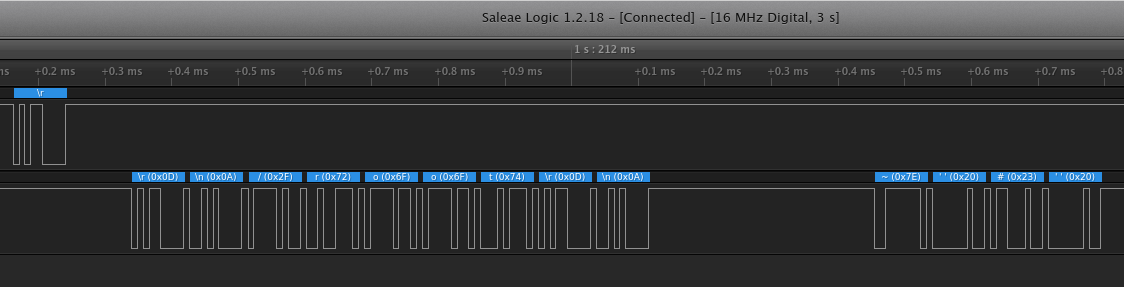 Saleae Logic 1.2.18 – [Connected] – [16 MHz Digital, 3 s]
1 s : 212 ms
ms +0.2 ms +0.3 ms +0.4 ms +0.5 ms +0.6 ms +0.7 ms +0.8 ms +0.9 ms +0.1 ms +0.2 ms +0.3 ms +0.4 ms +0.5 ms +0.6 ms +0.7 ms +0.8
\r
\r (0x0D) \n (0x0A) / (0x2F) r (0x72) o (0x6F) o (0x6F) t (0x74) \r (0x0D) \n (0x0A) ~ (0x7E) ' ' (0x20) # (0x23) ' ' (0x20)